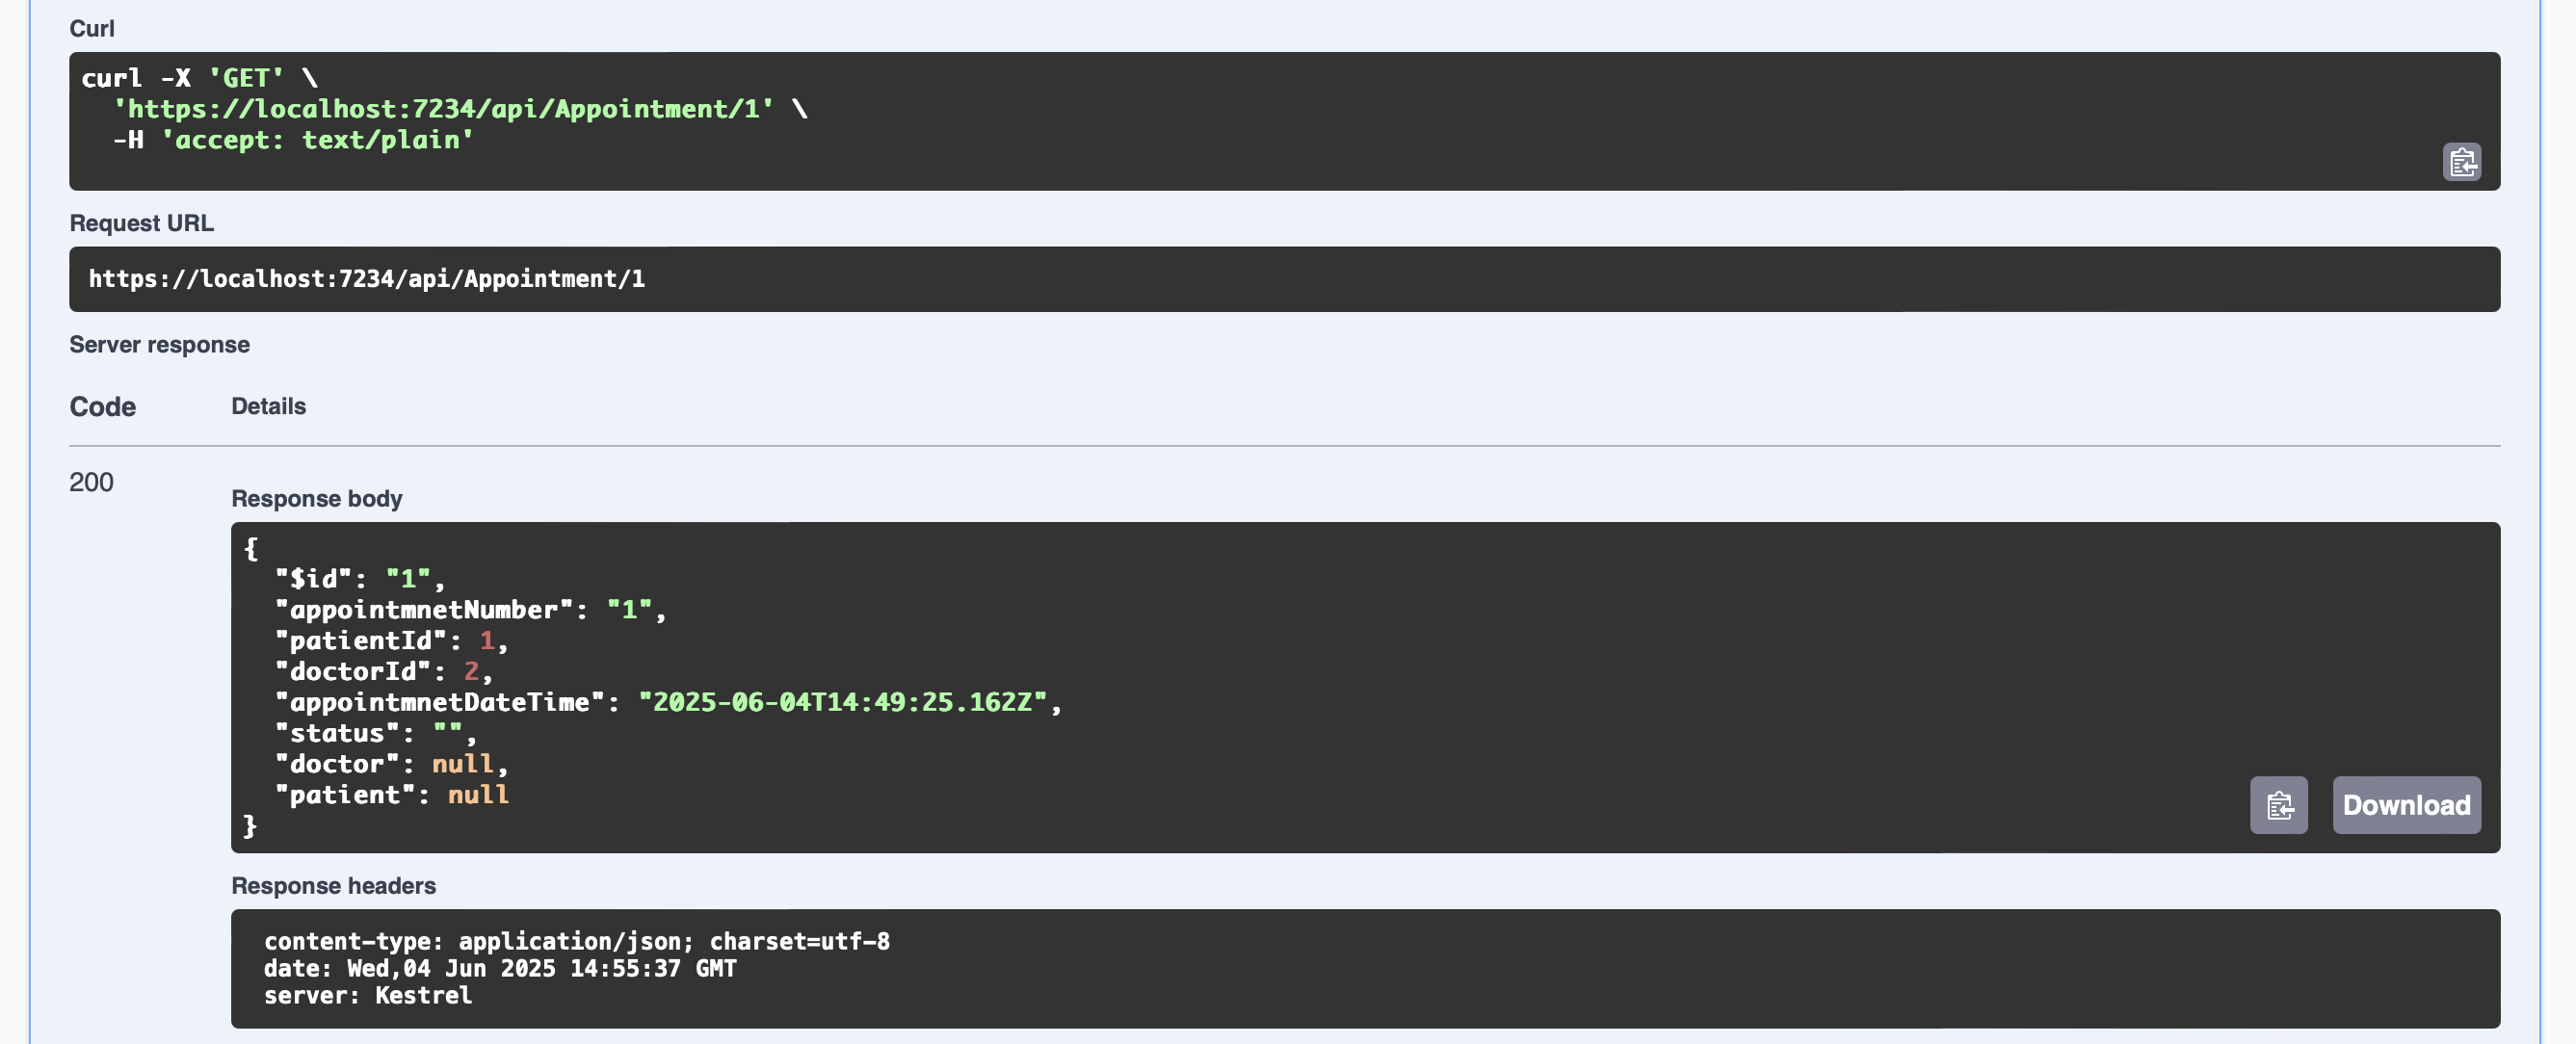 Curl
curl -X 'GET' \
  'https://localhost:7234/api/Appointment/1' \
  -H 'accept: text/plain'
Request URL
https://localhost:7234/api/Appointment/1
Server response
Code Details
200
Response body
{
  "$id": "1",
  "appointmnetNumber": "1",
  "patientId": 1,
  "doctorId": 2,
  "appointmnetDateTime": "2025-06-04T14:49:25.162Z",
  "status": "",
  "doctor": null,
  "patient": null
}
Download
Response headers
content-type: application/json; charset=utf-8
date: Wed,04 Jun 2025 14:55:37 GMT
server: Kestrel